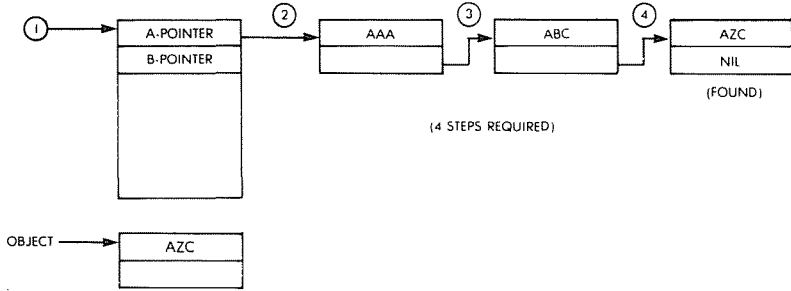 1
A-POINTER
B-POINTER
2
AAA
3
ABC
4
AZC
NIL
(FOUND)
(4 STEPS REQUIRED)
OBJECT
AZC